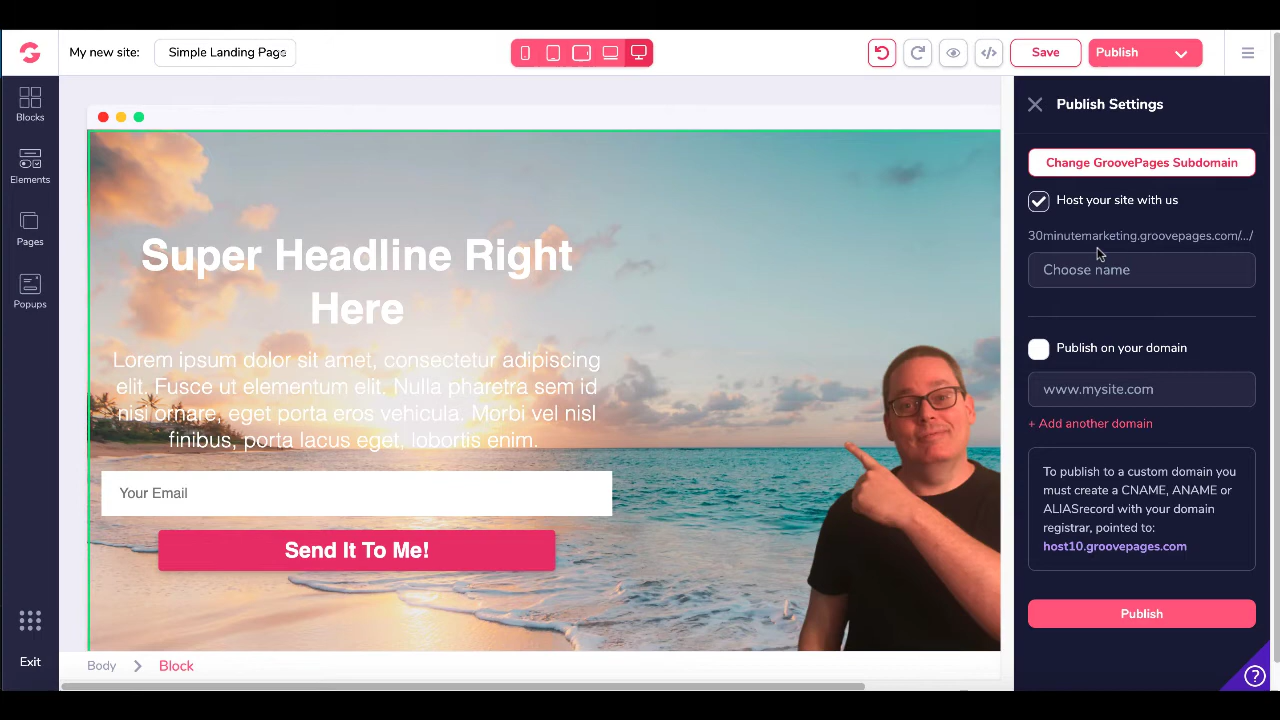 My new site:
Simple Landing Page
Save
Publish
Blocks
Elements
Pages
Popups
Exit
Super Headline Right
Here
Lorem ipsum dolor sit amet, consectetur adipiscing
elit. Fusce ut elementum elit. Nulla pharetra sem id
nisl ornare, eget porta eros vehicula. Morbi vel nisl
finibus, porta lacus eget, lobortis enim.
Your Email
Send It To Me!
Body
Block
Publish Settings
Change GroovePages Subdomain
Host your site with us
30minutemarketing.groovepages.com/.../
Choose name
Publish on your domain
www.mysite.com
+ Add another domain
To publish to a custom domain you
must create a CNAME, ANAME or
ALIASrecord with your domain
registrar, pointed to:
host10.groovepages.com
Publish
?